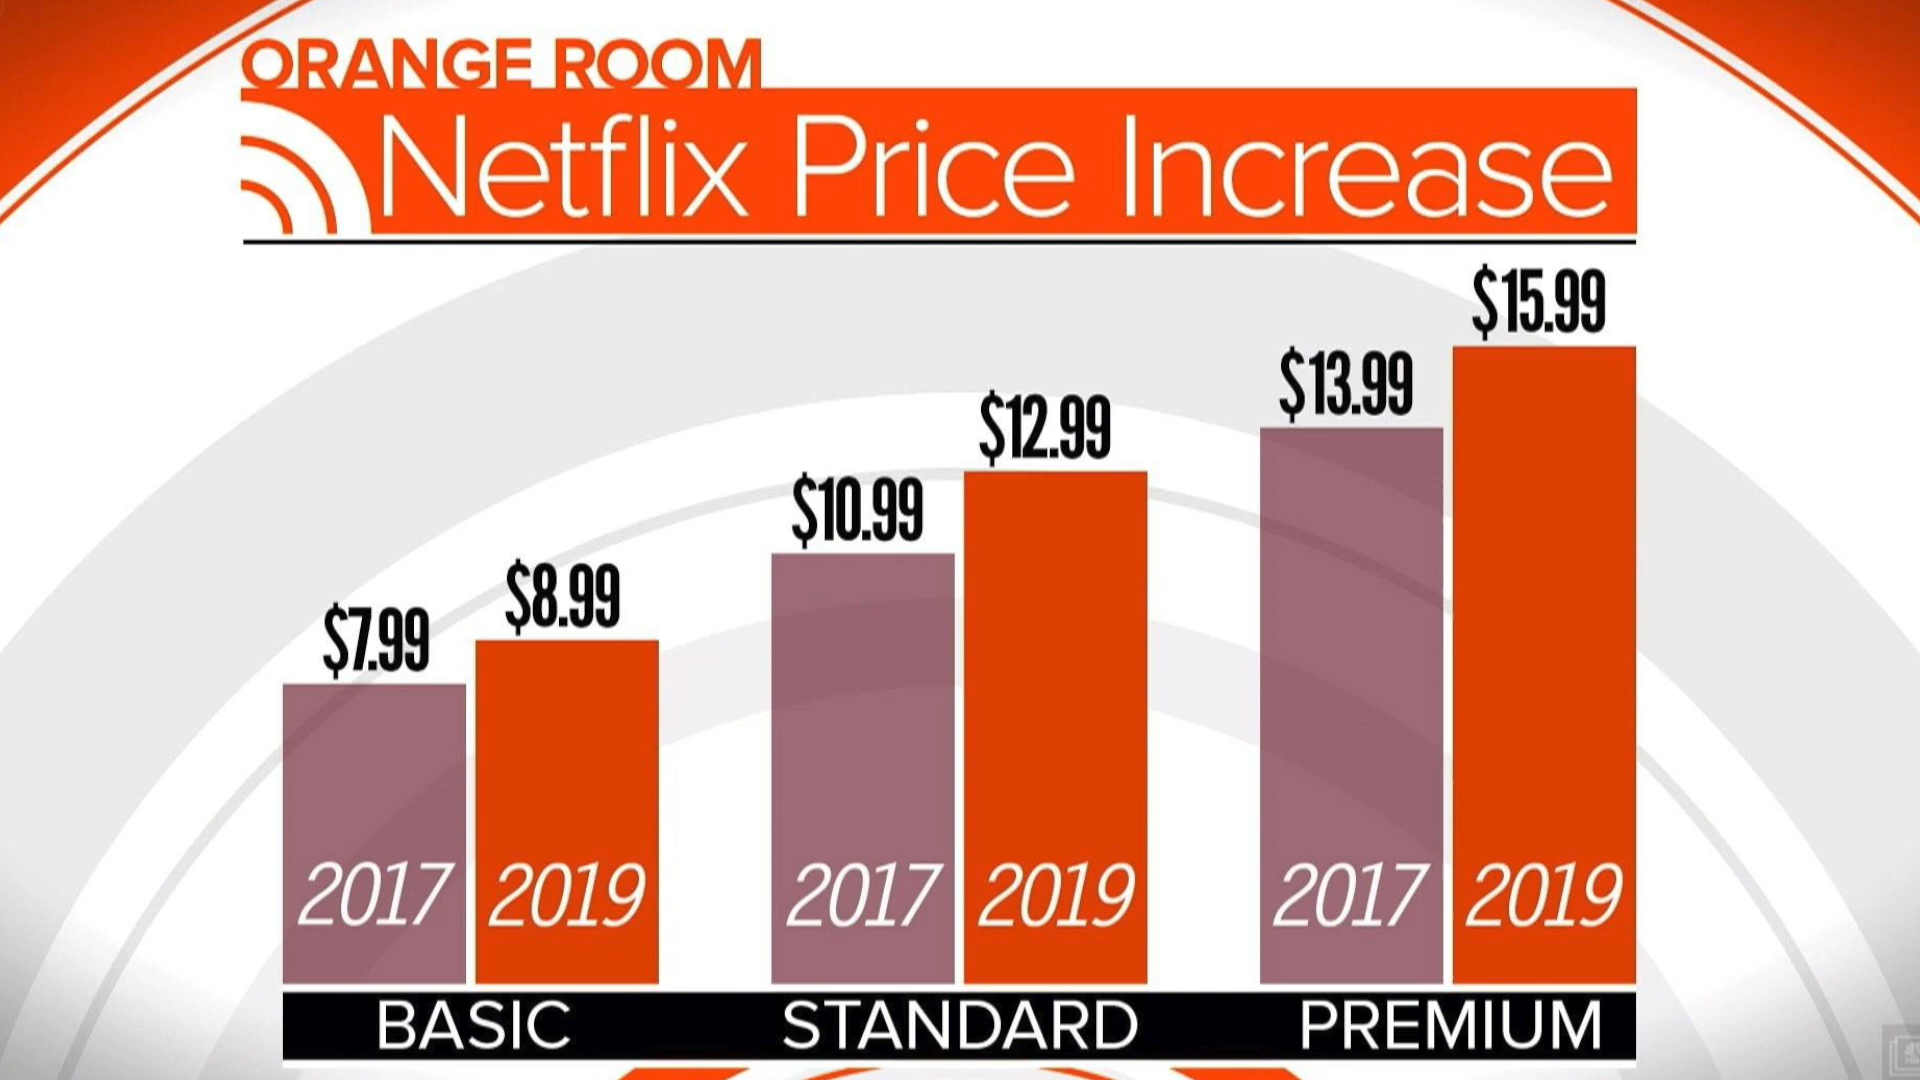 ORANGE ROOM
Netflix Price Increase
$7.99
$8.99
$10.99
$12.99
$13.99
$15.99
2017
2019
2017
2019
2017
2019
BASIC
STANDARD
PREMIUM